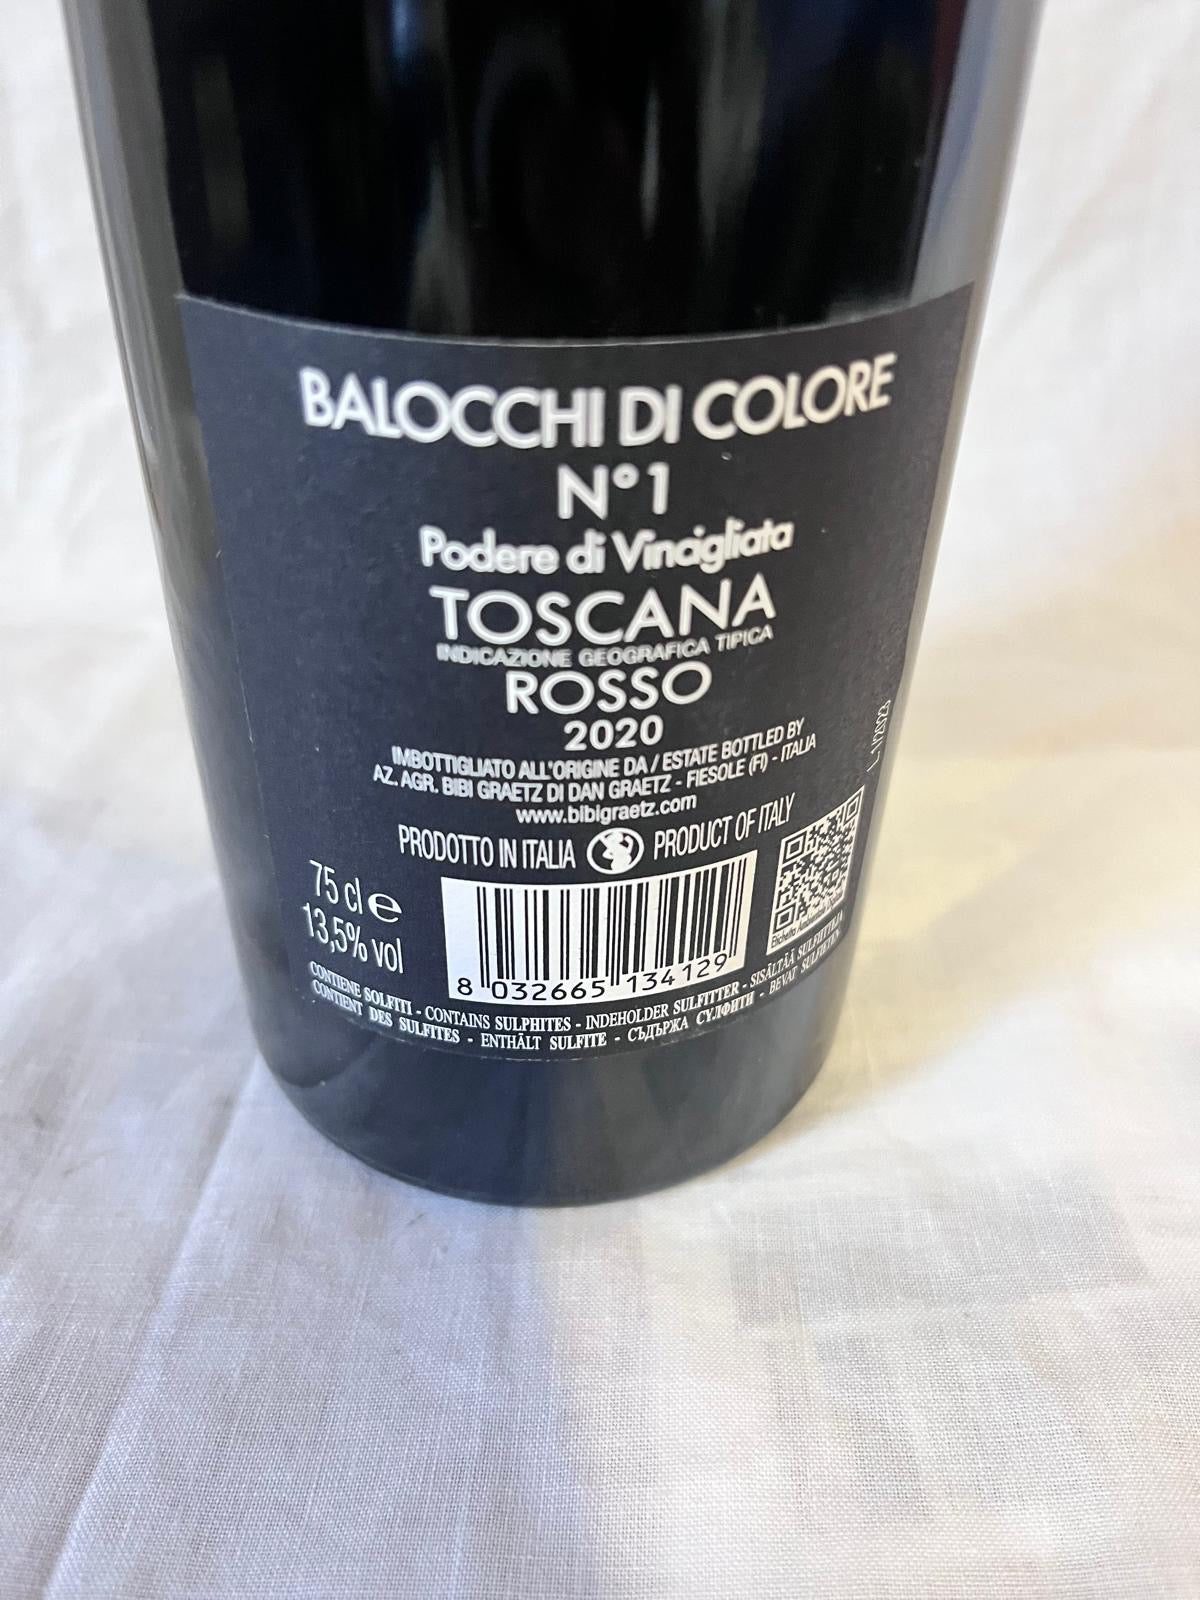 BALOCCHI DI COLORE
N°1
Podere di Vincigliata
TOSCANA
INDICAZIONE GEOGRAFICA TIPICA
ROSSO
2020
IMBOTTIGLIATO ALL'ORIGINE DA / ESTATE BOTTLED BY
AZ. AGR. BIBI GRAETZ DI DAN GRAETZ - FIESOLE (FI) - ITALIA
www.bibigraetz.com
PRODOTTO IN ITALIA PRODUCT OF ITALY
75 cl e
13,5% vol
8 032665 134129
Etichetta Ambientale
CONTIENE SOLFITI - CONTAINS SULPHITES - INDEHOLDER SULFITTER - SISÄLTÄÄ SULFIITTEJA
CONTIENT DES SULFITES - ENTHÄLT SULFITE - СЪДЪРЖА СУЛФИТИ - BEVAT SULFIETEN